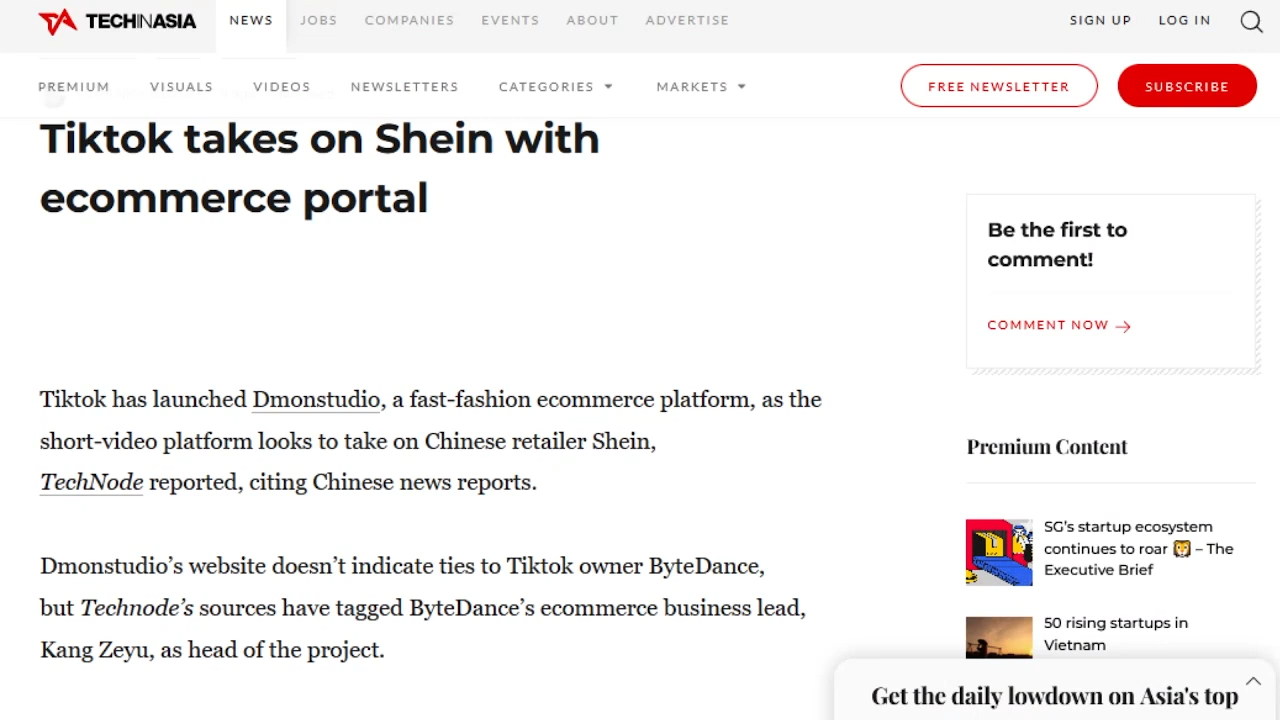 TECHINASIA
NEWS
JOBS
COMPANIES
EVENTS
ABOUT
ADVERTISE
SIGN UP
LOG IN
PREMIUM
VISUALS
VIDEOS
NEWSLETTERS
CATEGORIES
MARKETS
FREE NEWSLETTER
SUBSCRIBE
Tiktok takes on Shein with
ecommerce portal
Tiktok has launched Dmonstudio, a fast-fashion ecommerce platform, as the
short-video platform looks to take on Chinese retailer Shein,
TechNode reported, citing Chinese news reports.
Dmonstudio’s website doesn’t indicate ties to Tiktok owner ByteDance,
but Technode’s sources have tagged ByteDance’s ecommerce business lead,
Kang Zeyu, as head of the project.
Be the first to
comment!
COMMENT NOW
Premium Content
SG’s startup ecosystem
continues to roar 🐯 – The
Executive Brief
50 rising startups in
Vietnam
Get the daily lowdown on Asia's top